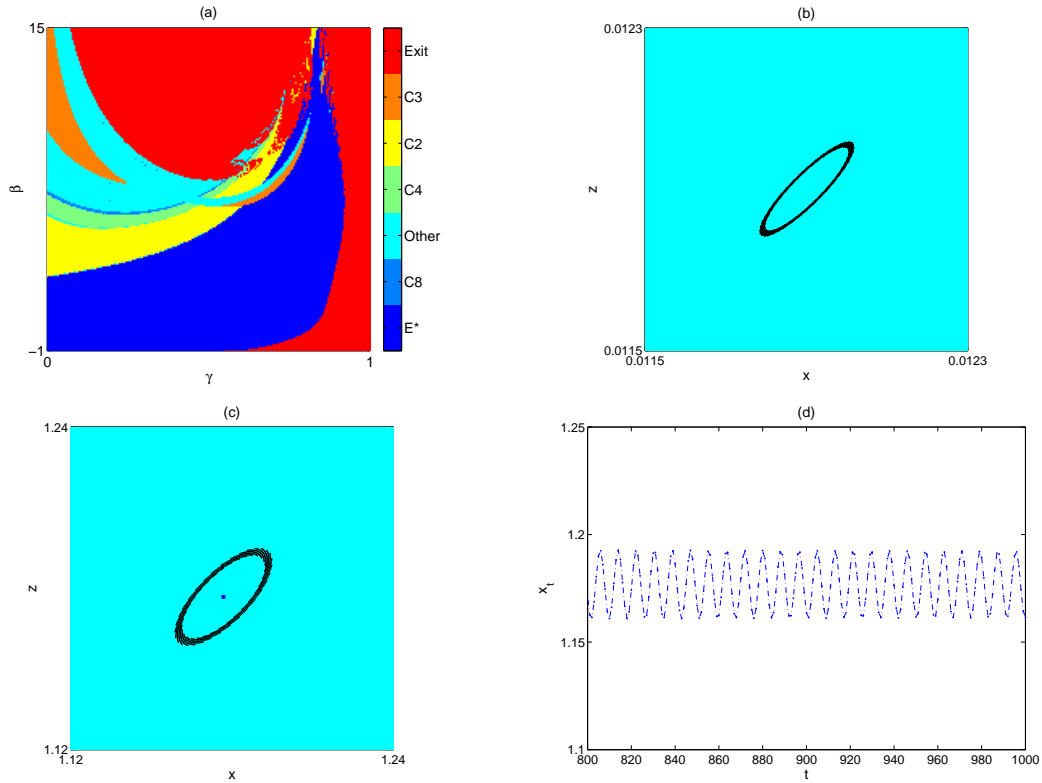 (a)
15
β
−1
0
γ
1
Exit
C3
C2
C4
Other
C8
E*
(b)
0.0123
z
0.0115
0.0115
x
0.0123
(c)
1.24
z
1.12
1.12
x
1.24
(d)
1.25
1.2
1.15
1.1
x_t
800 820 840 860 880 900 920 940 960 980 1000
t